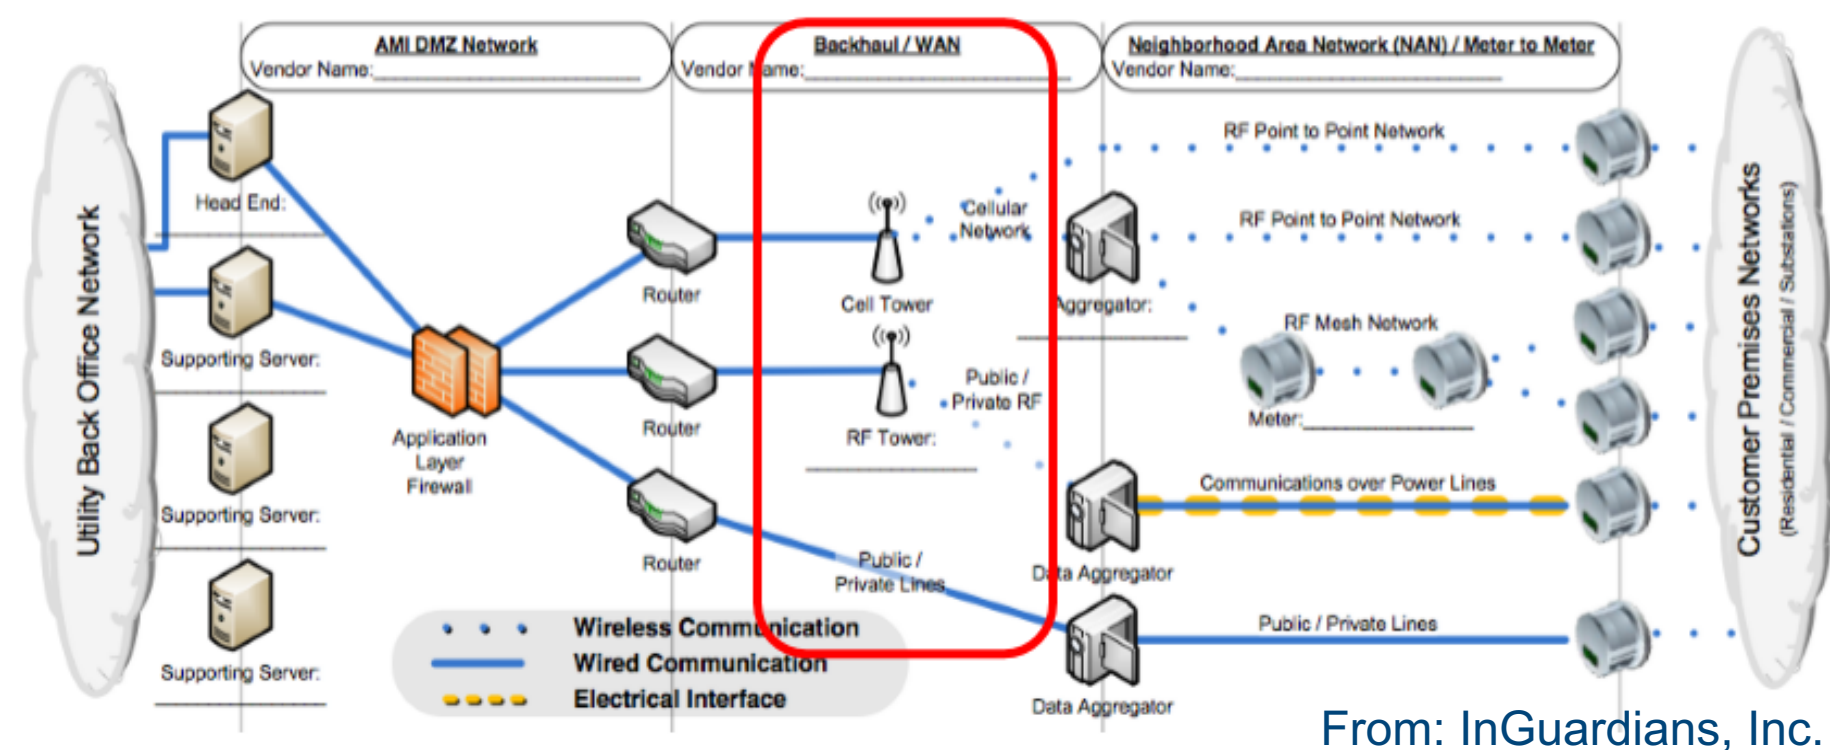 AMI DMZ Network
Vendor Name:
Backhaul / WAN
Vendor Name:
Neighborhood Area Network (NAN) / Meter to Meter
Vendor Name:
Utility Back Office Network
Head End:
Supporting Server:
Supporting Server:
Supporting Server:
Application
Layer
Firewall
Router
Router
Router
Cell Tower
RF Tower:
Cellular
Network
Public /
Private RF
Public /
Private Lines
Aggregator:
Data Aggregator
Data Aggregator
RF Point to Point Network
RF Point to Point Network
RF Mesh Network
Meter:
Communications over Power Lines
Public / Private Lines
Customer Premises Networks
(Residential / Commercial / Substations)
Wireless Communication
Wired Communication
Electrical Interface
From: InGuardians, Inc.